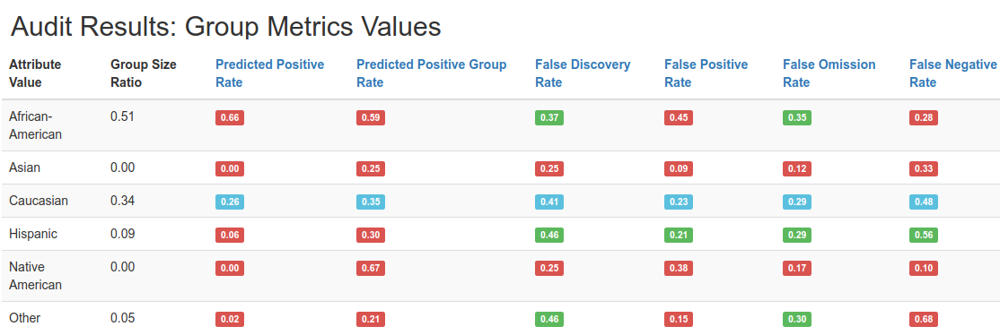 Audit Results: Group Metrics Values
Attribute Value Group Size Ratio Predicted Positive Rate Predicted Positive Group Rate False Discovery Rate False Positive Rate False Omission Rate False Negative Rate
African-American 0.51 0.66 0.59 0.37 0.45 0.35 0.28
Asian 0.00 0.00 0.25 0.25 0.09 0.12 0.33
Caucasian 0.34 0.26 0.35 0.41 0.23 0.29 0.48
Hispanic 0.09 0.06 0.30 0.46 0.21 0.29 0.56
Native American 0.00 0.00 0.67 0.25 0.38 0.17 0.10
Other 0.05 0.02 0.21 0.46 0.15 0.30 0.68